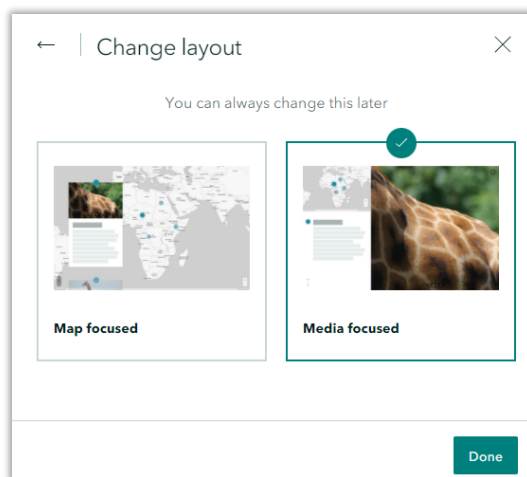 Change layout
You can always change this later
Map focused
Media focused
Done